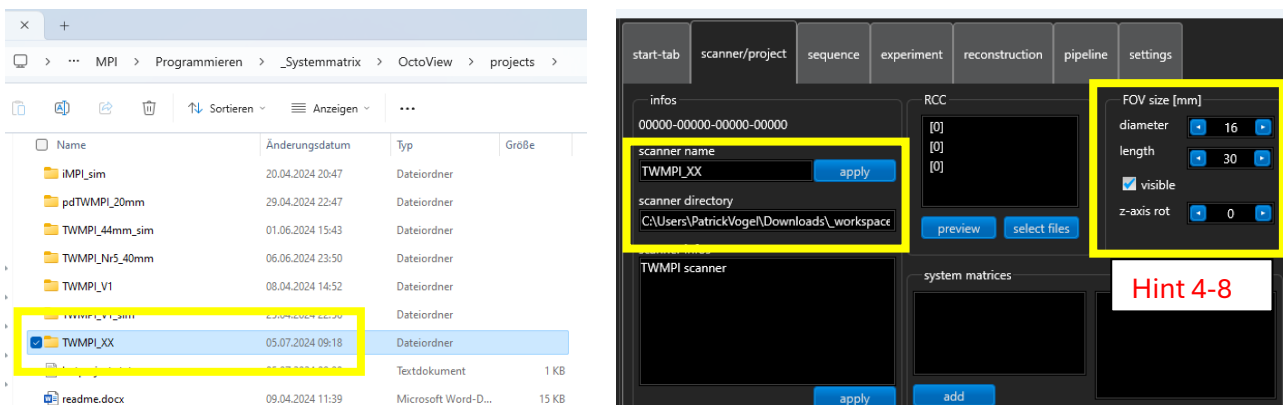 MPI > Programmieren > _Systemmatrix > OctoView > projects >
Sortieren Anzeigen
Name Änderungsdatum Typ Größe
iMPI_sim 20.04.2024 20:47 Dateiordner
pdTWMPI_20mm 29.04.2024 22:47 Dateiordner
TWMPI_44mm_sim 01.06.2024 15:43 Dateiordner
TWMPI_Nr5_40mm 06.06.2024 23:50 Dateiordner
TWMPI_V1 08.04.2024 14:52 Dateiordner
TWMPI_V1_sim Dateiordner
TWMPI_XX 05.07.2024 09:18 Dateiordner
Textdokument 1 KB
readme.docx 09.04.2024 11:39 Microsoft Word-D... 15 KB
start-tab scanner/project sequence experiment reconstruction pipeline settings
infos
00000-00000-00000-00000
scanner name
TWMPI_XX apply
scanner directory
C:\Users\PatrickVogel\Downloads\_workspace
scanner infos
TWMPI scanner
apply
RCC
[0]
[0]
[0]
preview select files
FOV size [mm]
diameter 16
length 30
visible
z-axis rot 0
Hint 4-8
system matrices
add